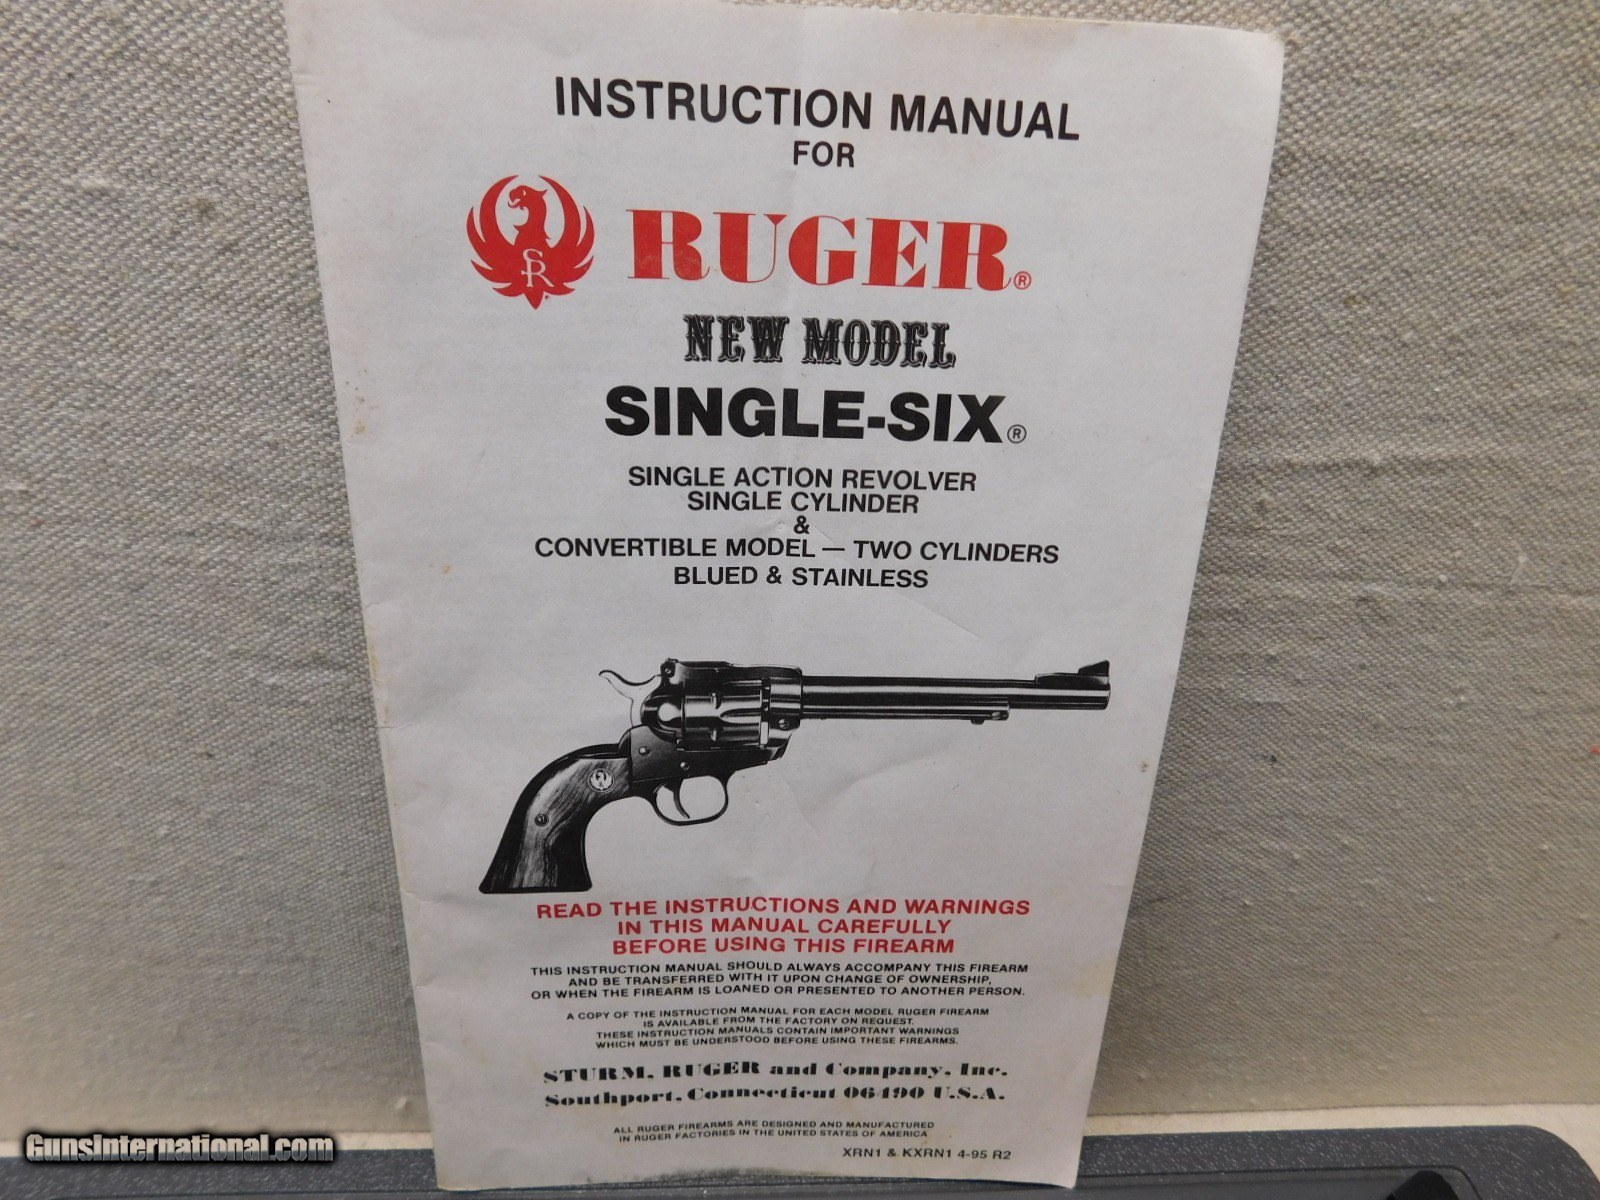 INSTRUCTION MANUAL
FOR
SR
RUGER®
NEW MODEL
SINGLE-SIX®
SINGLE ACTION REVOLVER
SINGLE CYLINDER
&
CONVERTIBLE MODEL — TWO CYLINDERS
BLUED & STAINLESS
READ THE INSTRUCTIONS AND WARNINGS
IN THIS MANUAL CAREFULLY
BEFORE USING THIS FIREARM
THIS INSTRUCTION MANUAL SHOULD ALWAYS ACCOMPANY THIS FIREARM
AND BE TRANSFERRED WITH IT UPON CHANGE OF OWNERSHIP,
OR WHEN THE FIREARM IS LOANED OR PRESENTED TO ANOTHER PERSON.
A COPY OF THE INSTRUCTION MANUAL FOR EACH MODEL RUGER FIREARM
IS AVAILABLE FROM THE FACTORY ON REQUEST.
THESE INSTRUCTION MANUALS CONTAIN IMPORTANT WARNINGS
WHICH MUST BE UNDERSTOOD BEFORE USING THESE FIREARMS.
STURM, RUGER and Company, Inc.
Southport, Connecticut 06490 U.S.A.
ALL RUGER FIREARMS ARE DESIGNED AND MANUFACTURED
IN RUGER FACTORIES IN THE UNITED STATES OF AMERICA
XRN1 & KXRN1 4-95 R2
GunsInternational.com